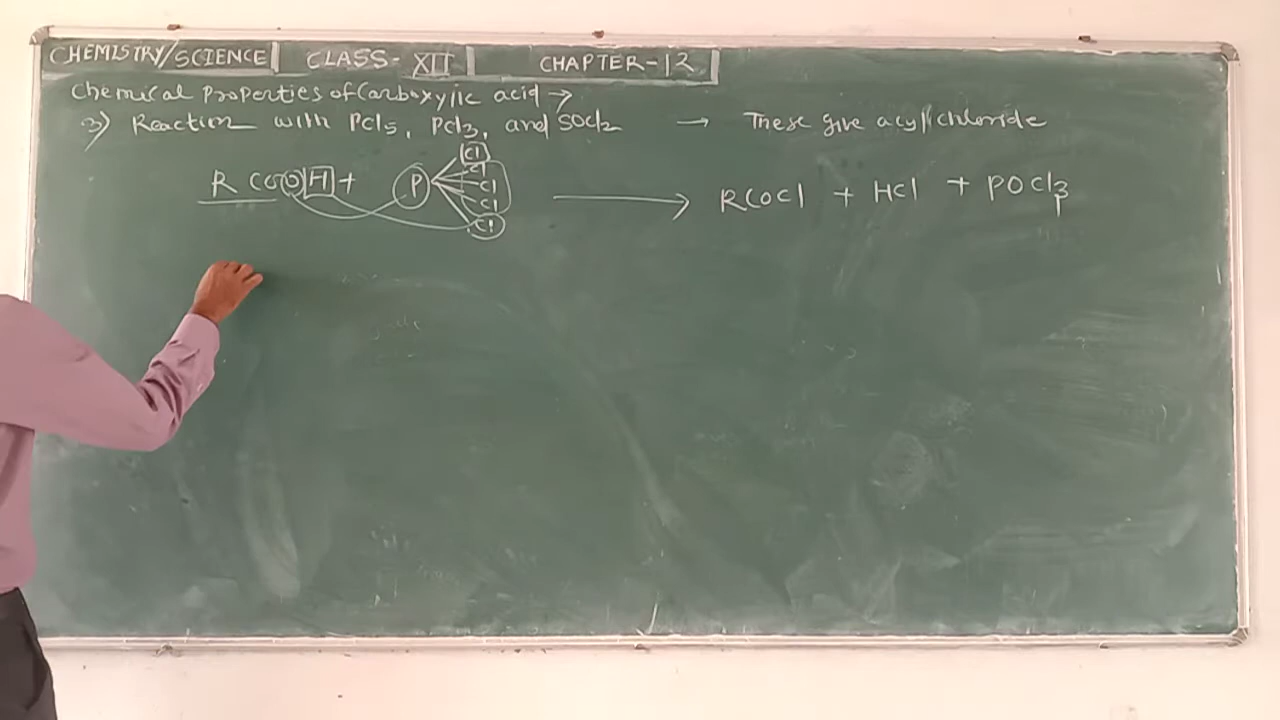 CHEMISTRY/SCIENCE | CLASS - XII | CHAPTER-12
Chemical Properties of Carboxylic acid →
3) Reaction with PCl5, PCl3, and SOCl2 → These give acyl chloride
R COOH + P Cl Cl Cl Cl Cl → RCOCl + HCl + POCl3